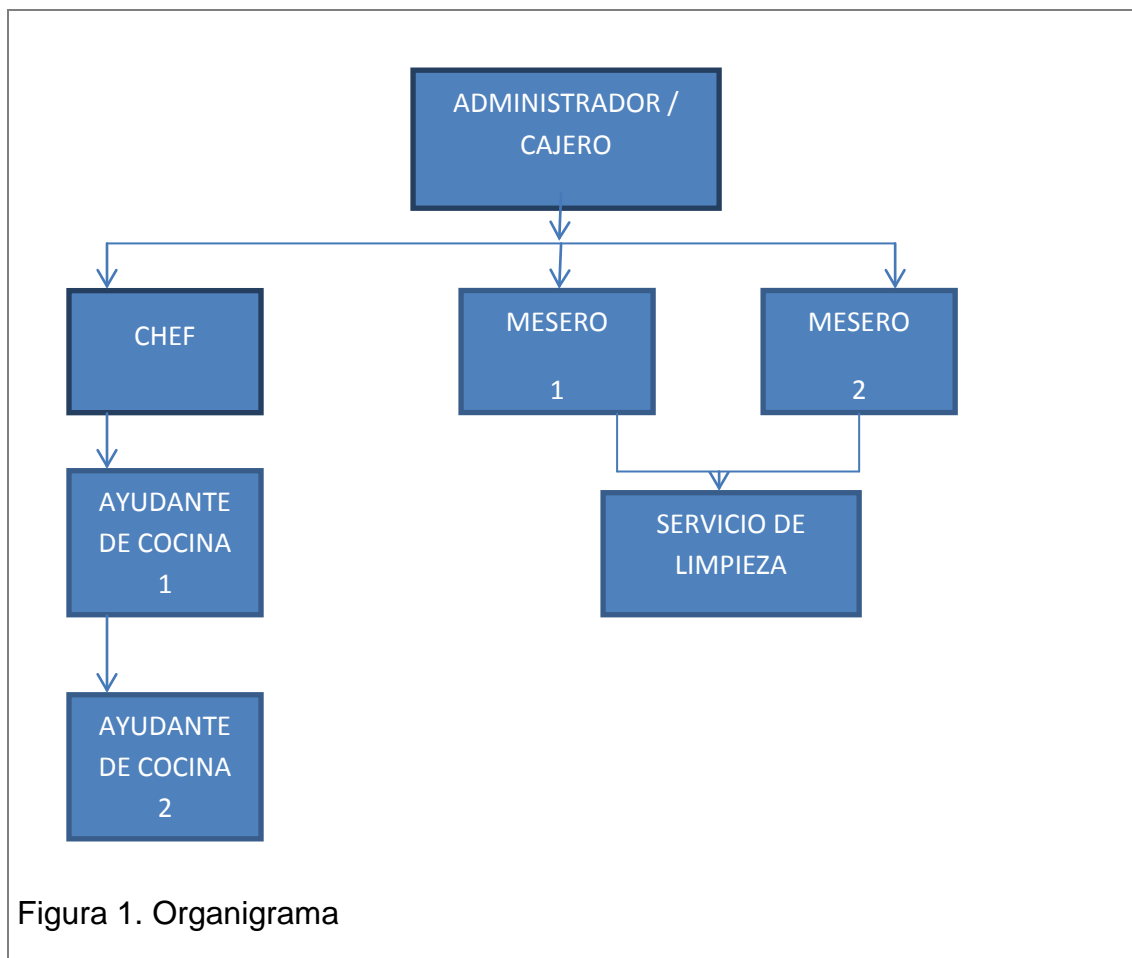 ADMINISTRADOR /
CAJERO
CHEF
MESERO
1
MESERO
2
AYUDANTE
DE COCINA
1
SERVICIO DE
LIMPIEZA
AYUDANTE
DE COCINA
2
Figura 1. Organigrama